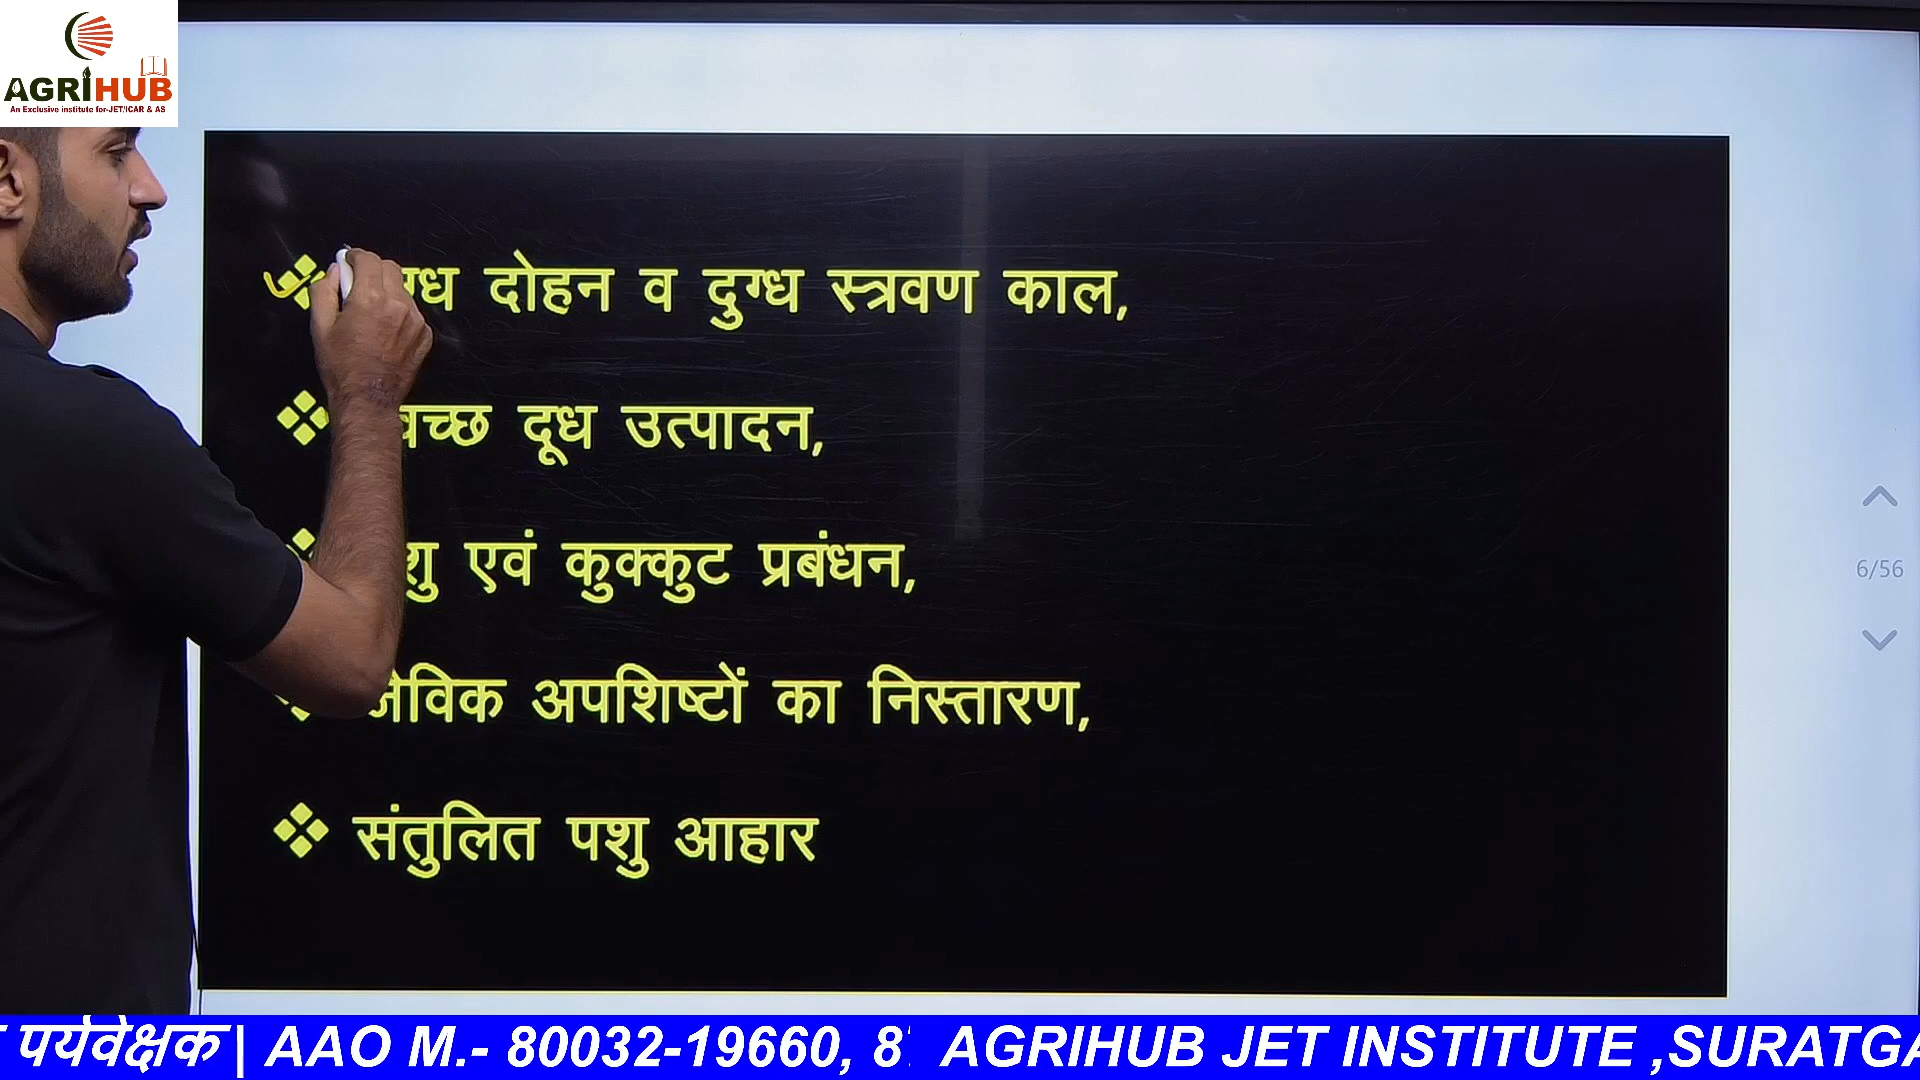 AGRIHUB
An Exclusive institute for-JET/ICAR & AS
दोहन व दुग्ध स्त्रवण काल,
दूध उत्पादन,
एवं कुक्कुट प्रबंधन,
जैविक अपशिष्टों का निस्तारण,
संतुलित पशु आहार
6/56
पर्यवेक्षक | AAO M.- 80032-19660, 8 AGRIHUB JET INSTITUTE ,SURATGA